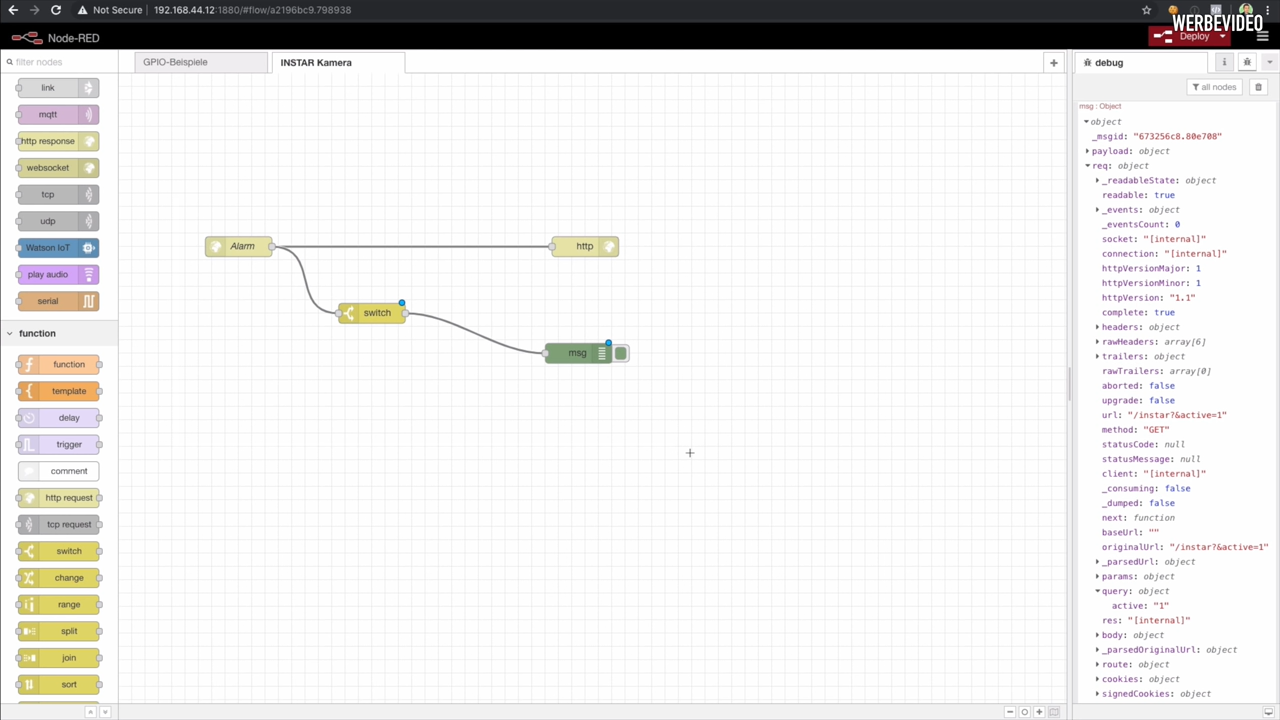 Not Secure | 192.168.44.12:1880/#flow/a2196bc9.798938
WERBEVIDEO
Node-RED
Deploy
filter nodes
GPIO-Beispiele
INSTAR Kamera
debug
i
all nodes
link
mqtt
http response
websocket
tcp
udp
Watson IoT
play audio
serial
function
function
template
delay
trigger
comment
http request
tcp request
switch
change
range
split
join
sort
Alarm
http
switch
msg
msg : Object
object
_msgid: "673256c8.80e708"
payload: object
req: object
_readableState: object
readable: true
_events: object
_eventsCount: 0
socket: "[internal]"
connection: "[internal]"
httpVersionMajor: 1
httpVersionMinor: 1
httpVersion: "1.1"
complete: true
headers: object
rawHeaders: array[6]
trailers: object
rawTrailers: array[0]
aborted: false
upgrade: false
url: "/instar?&active=1"
method: "GET"
statusCode: null
statusMessage: null
client: "[internal]"
_consuming: false
_dumped: false
next: function
baseUrl: ""
originalUrl: "/instar?&active=1"
_parsedUrl: object
params: object
query: object
active: "1"
res: "[internal]"
body: object
_parsedOriginalUrl: object
route: object
cookies: object
signedCookies: object